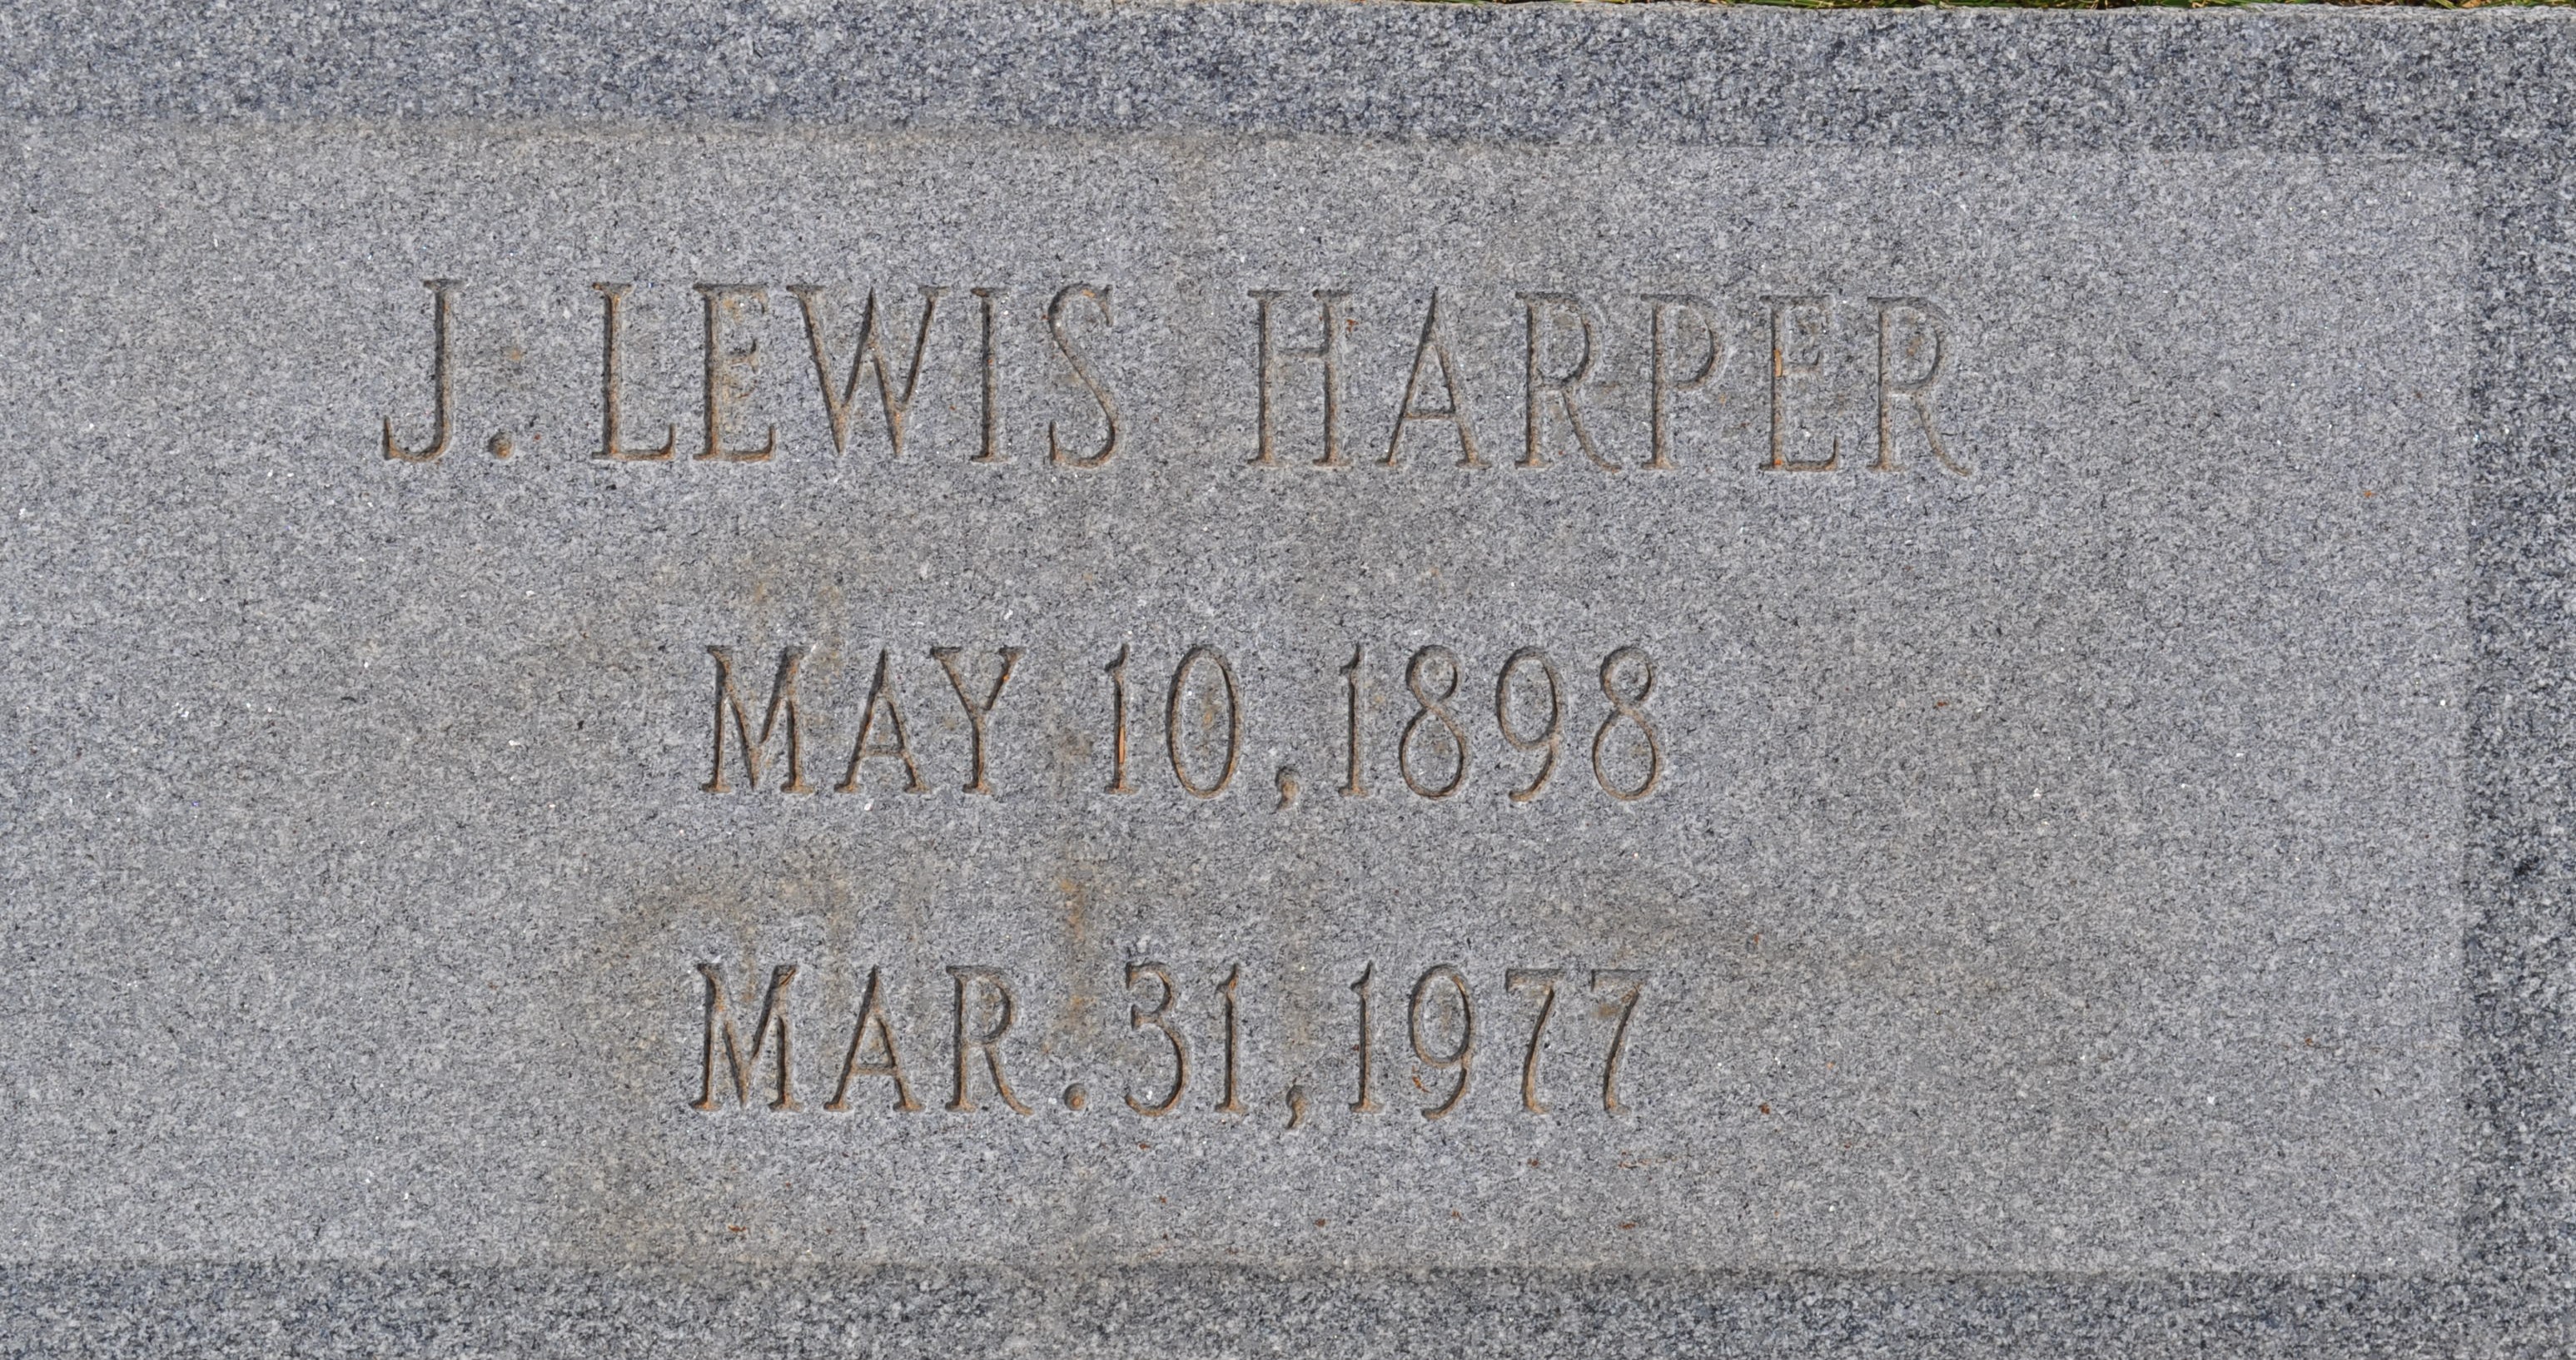 J. LEWIS HARPER
MAY 10, 1898
MAR. 31, 1977